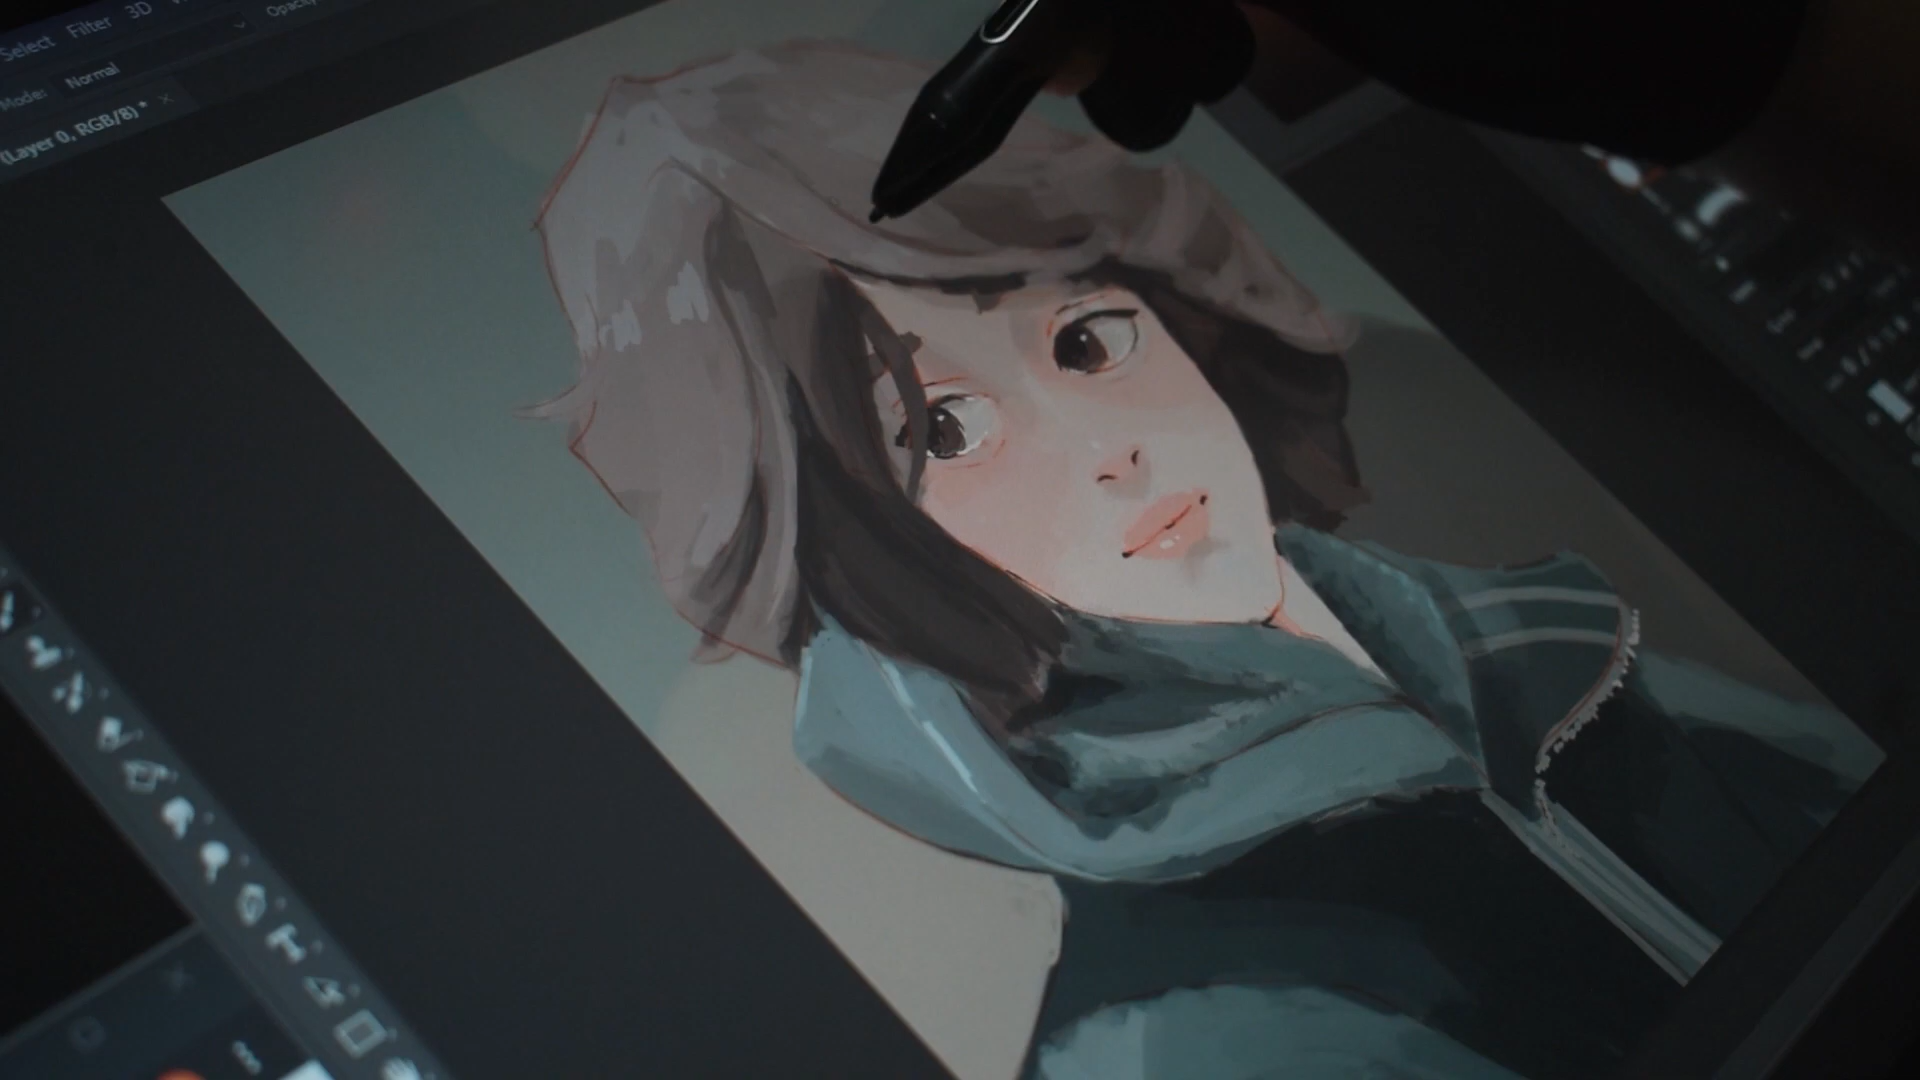 Select Filter 3D
Opacity
Mode: Normal
(Layer 0, RGB/8) * ×